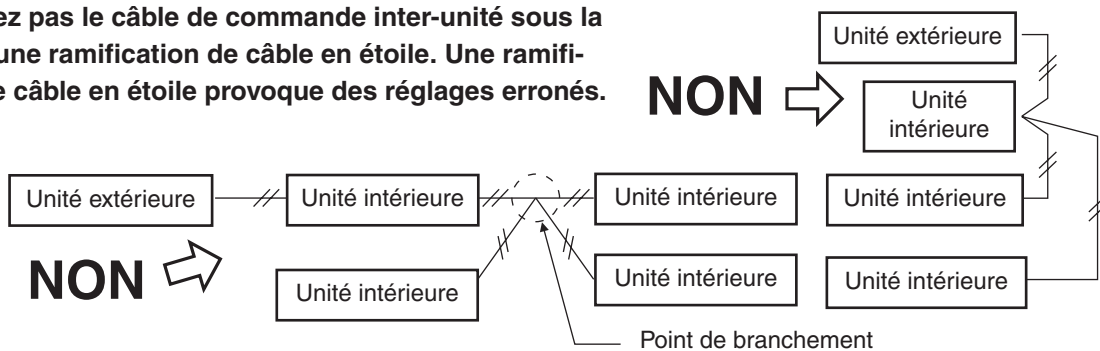 ez pas le câble de commande inter-unité sous la
une ramification de câble en étoile. Une ramifi-
e câble en étoile provoque des réglages erronés.
NON
Unité extérieure
Unité
intérieure
Unité intérieure
Unité intérieure
Unité extérieure
Unité intérieure
Unité intérieure
NON
Unité intérieure
Unité intérieure
Point de branchement